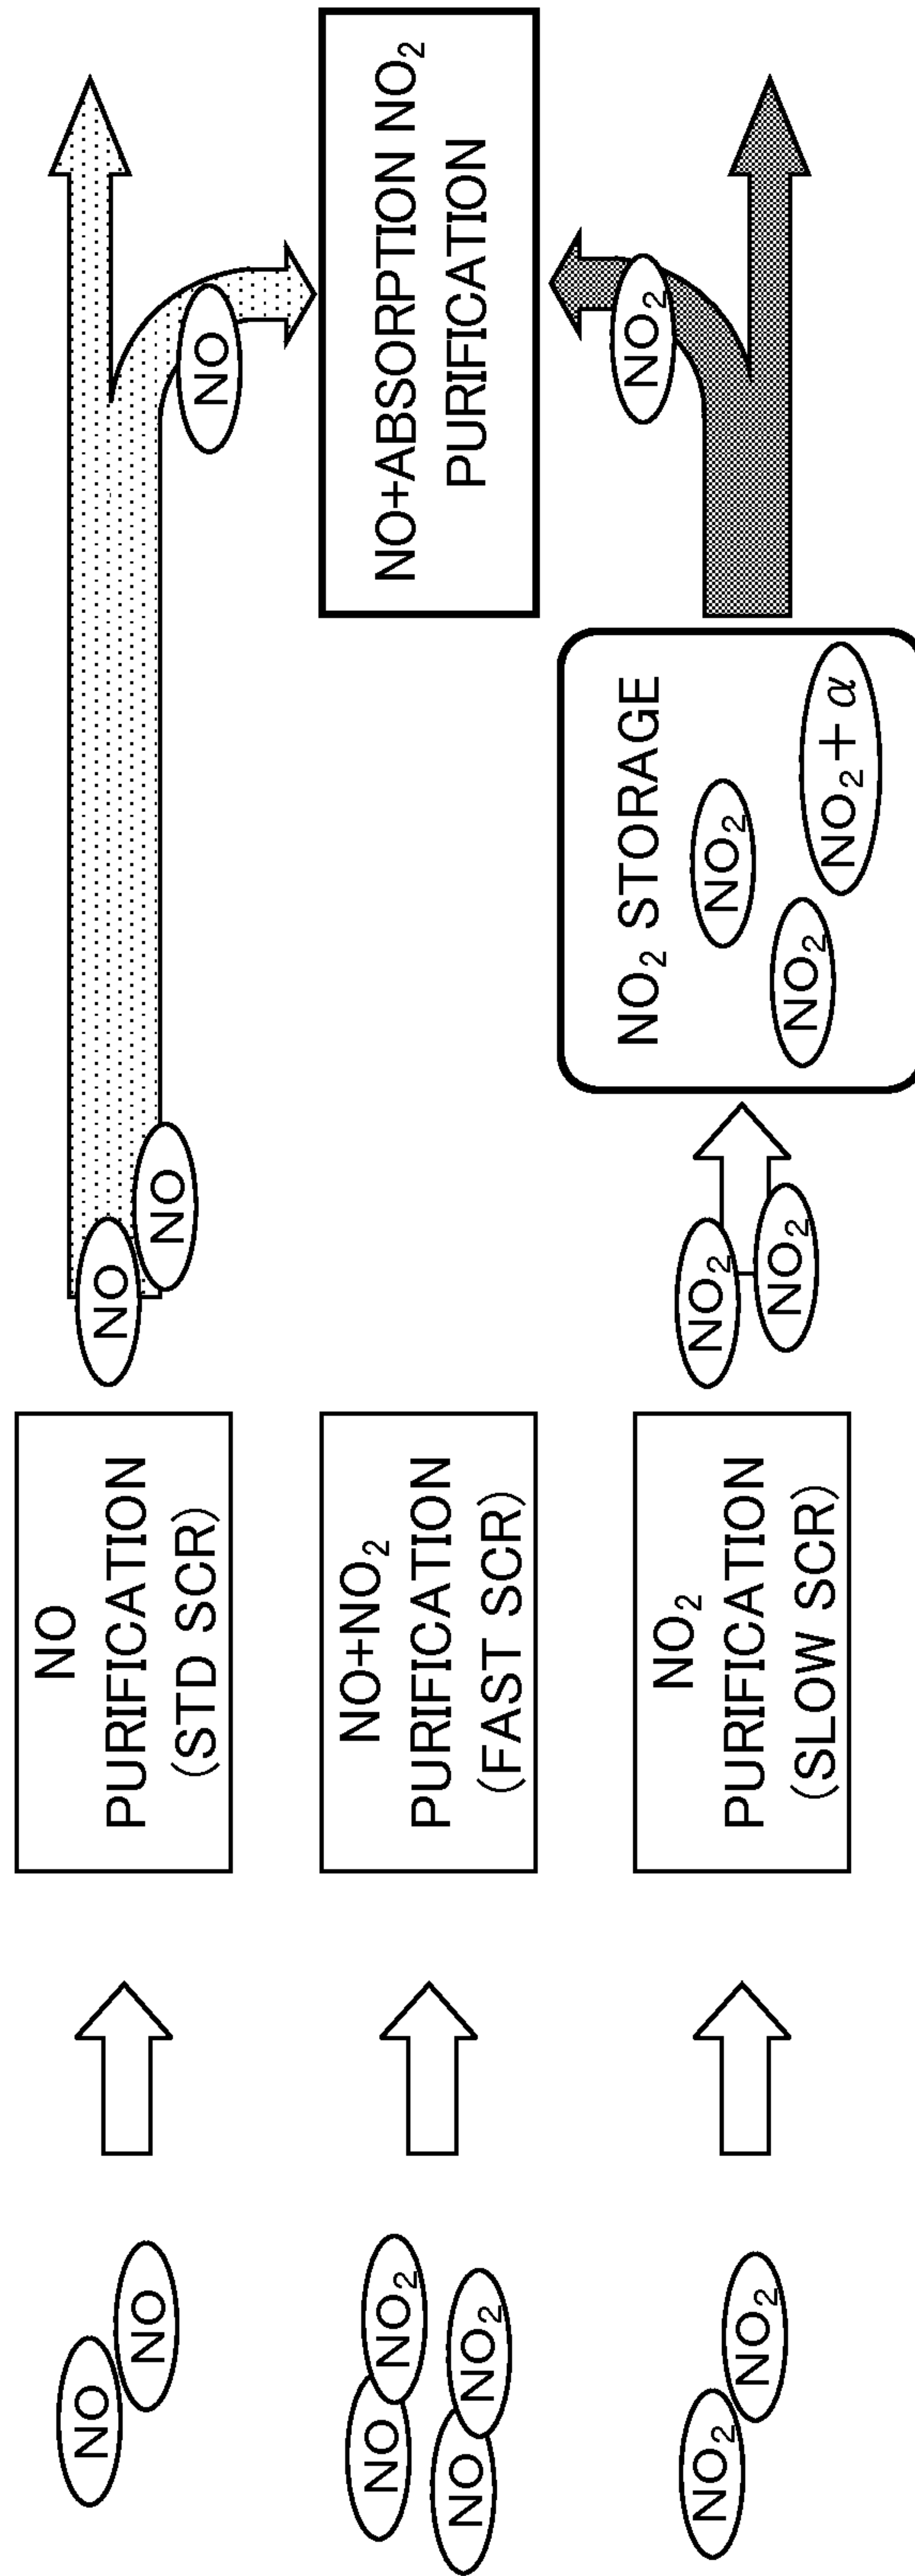 NO
NO
NO
PURIFICATION
(STD SCR)
NO
NO
NO
NO
NO₂
NO
NO₂
NO+NO₂
PURIFICATION
(FAST SCR)
NO+ABSORPTION NO₂
PURIFICATION
NO₂
NO₂
NO₂
PURIFICATION
(SLOW SCR)
NO₂
NO₂
NO₂ STORAGE
NO₂
NO₂
NO₂+α
NO₂